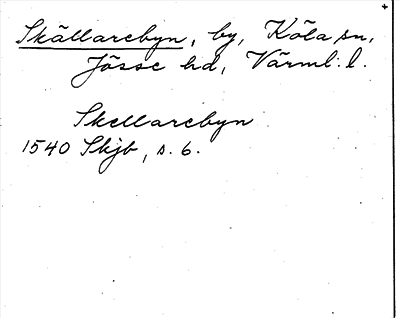 Skällarebyn, by, Köla sn,
Jösse hd, Värml. l.
Skellarebyn
1540 Skjb, s. 6.